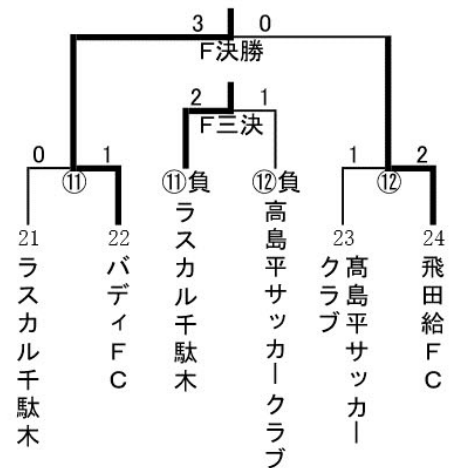 3 0
F決勝
2 1
F三決
0 1
⑪
⑪負
⑫負
1 2
⑫
21
ラスカル千駄木
22
バディFC
ラスカル千駄木
高島平サッカークラブ
23
髙島平サッカー
クラブ
24
飛田給FC